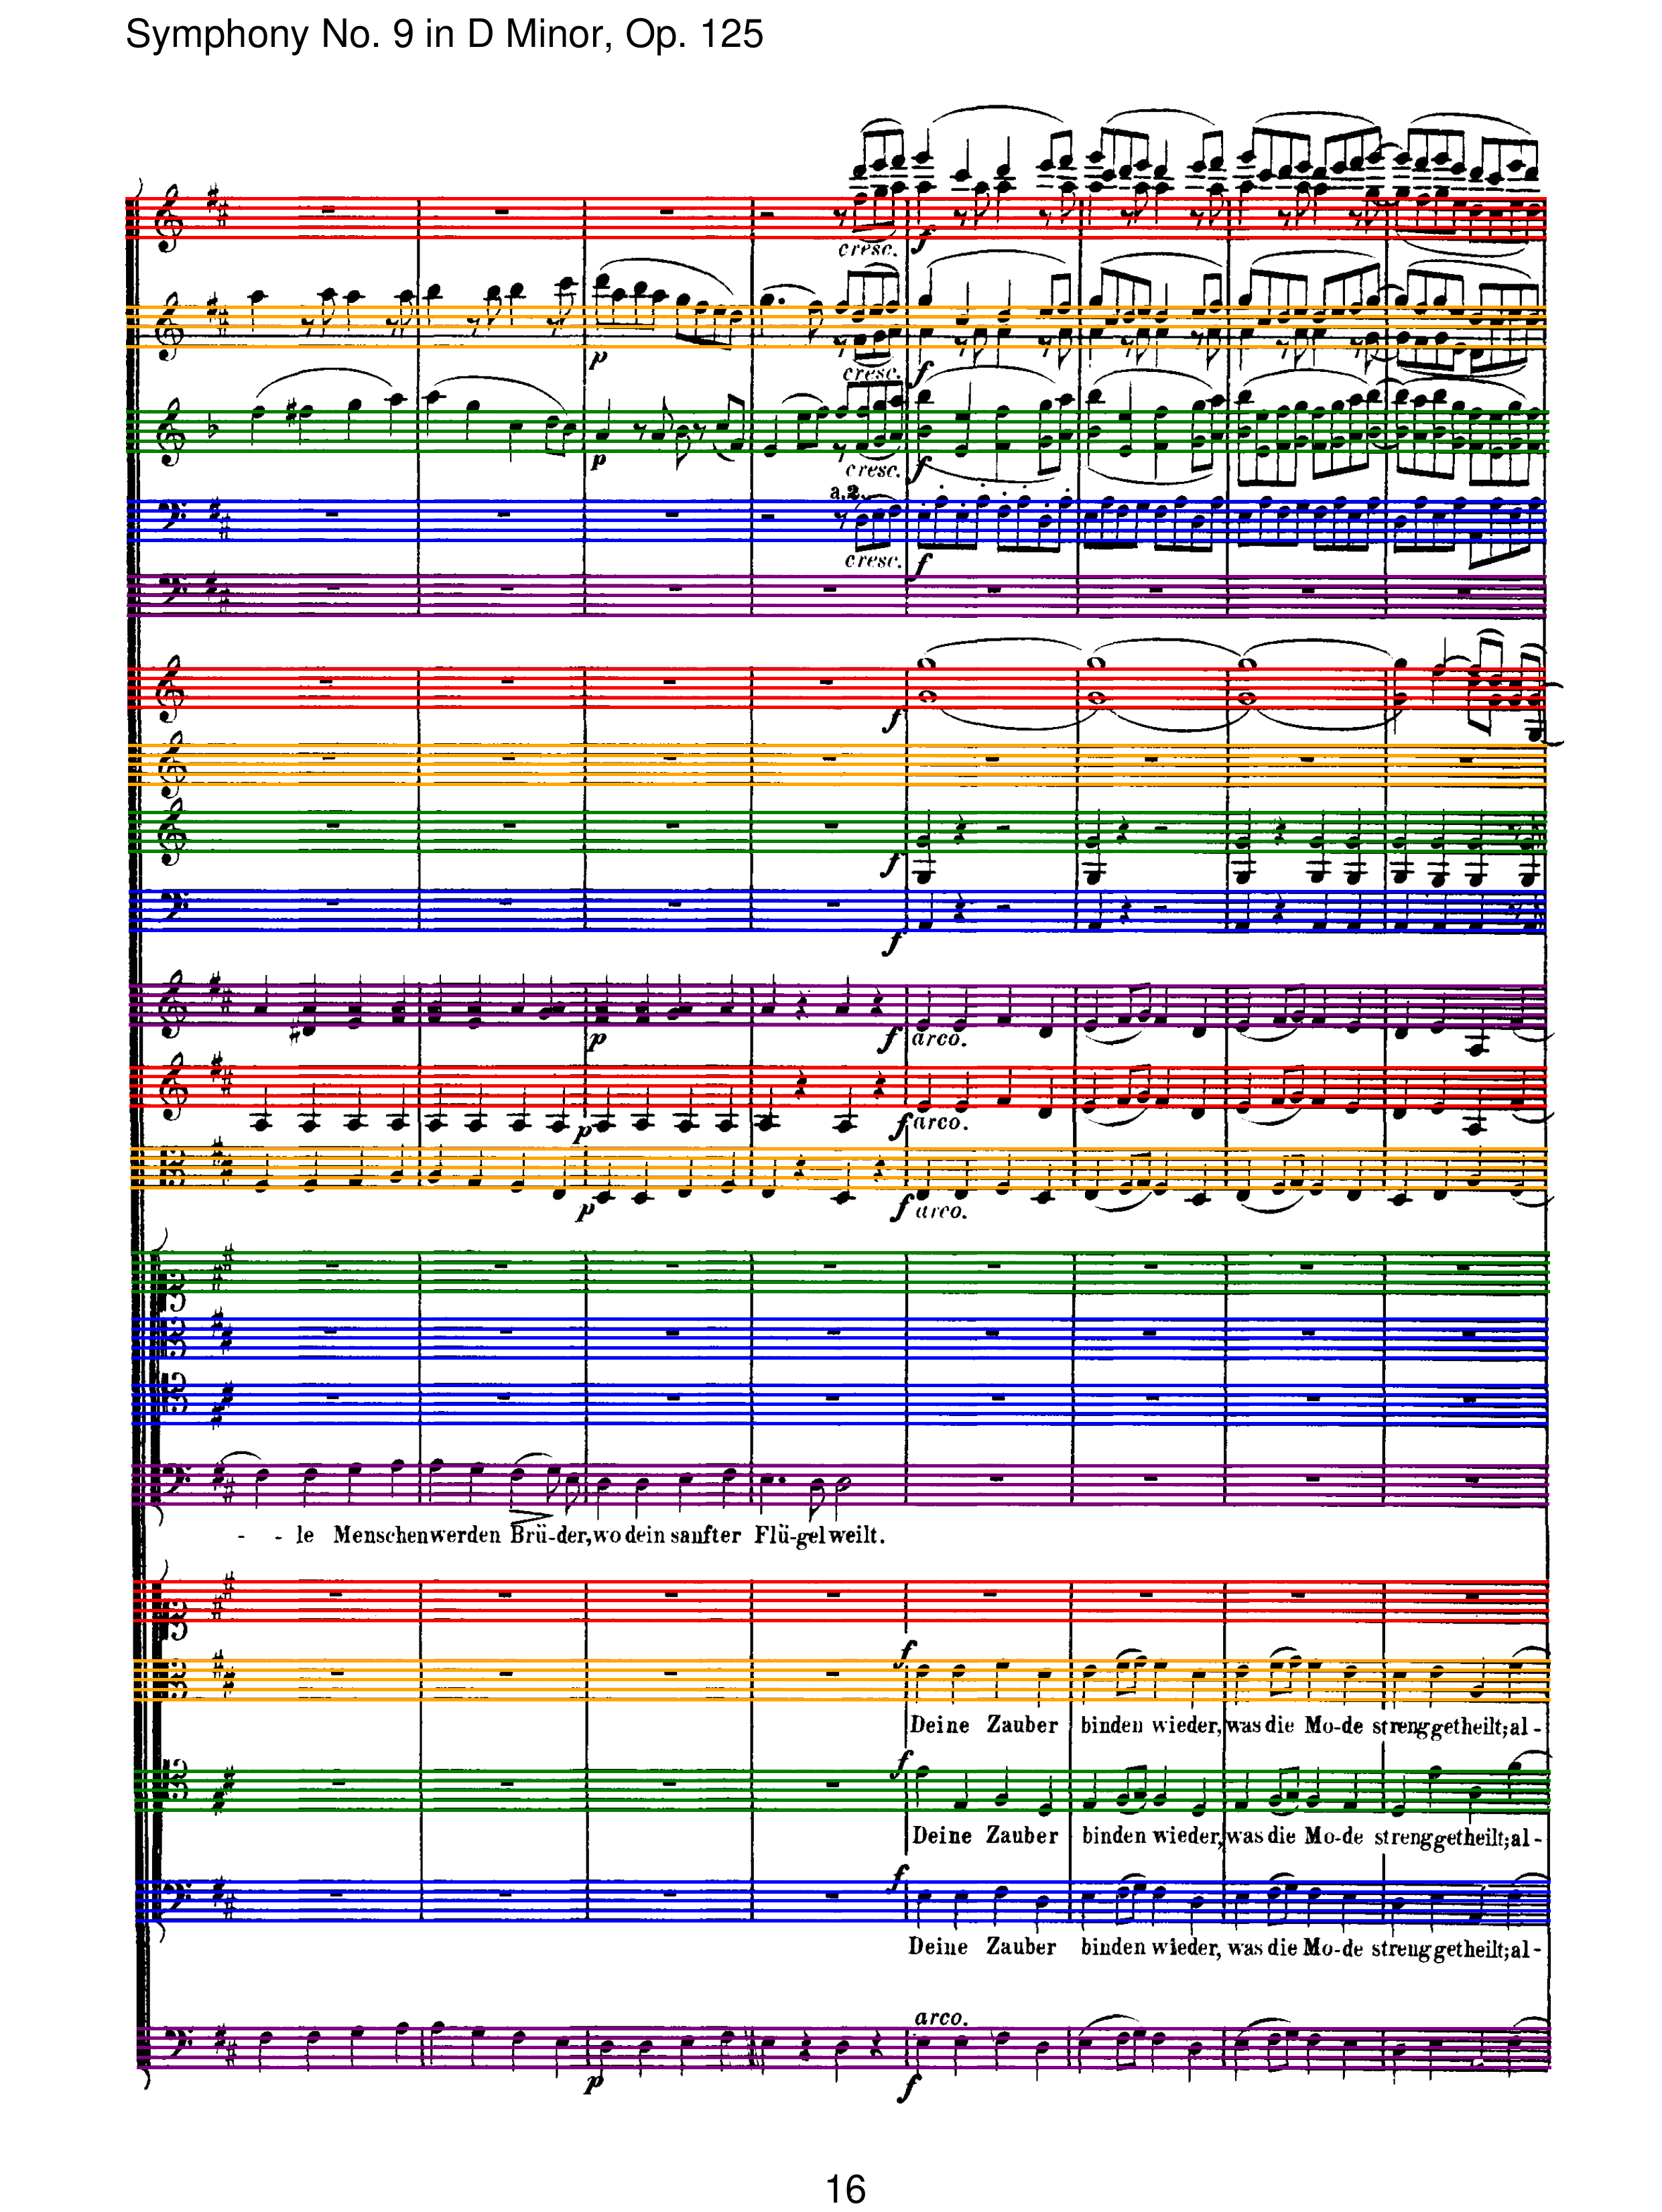 Symphony No. 9 in D Minor, Op. 125
cresc. f
p cresc. f
p cresc. f
a.2.
cresc. f
f
f
f
p f arco.
p f arco.
p f arco.
- - le Menschen werden Brü-der, wo dein sanfter Flü-gel weilt.
f
Deine Zauber binden wieder, was die Mo-de streng getheilt; al-
f
Deine Zauber binden wieder, was die Mo-de streng getheilt; al-
f
Deine Zauber binden wieder, was die Mo-de streng getheilt; al-
arco.
p f
16